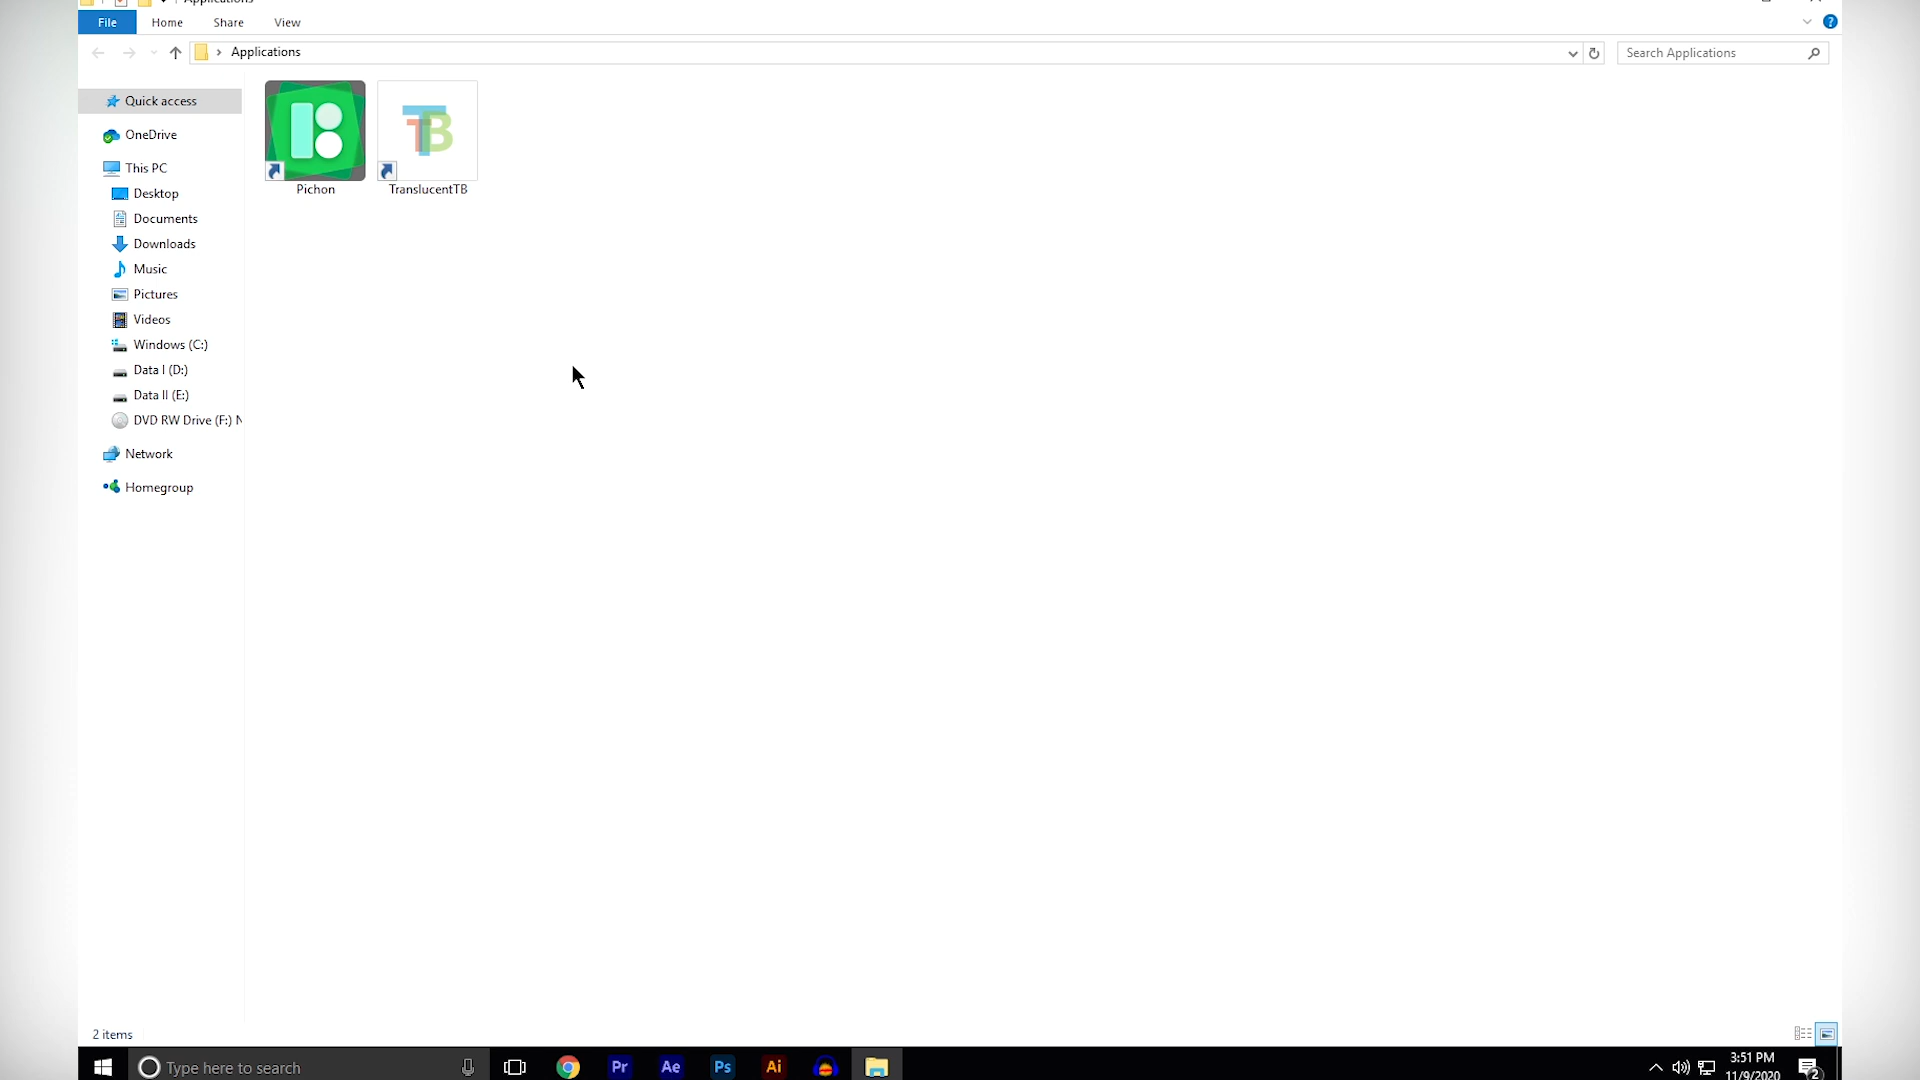 Applications
File Home Share View
Applications
Search Applications
Quick access
OneDrive
This PC
Desktop
Documents
Downloads
Music
Pictures
Videos
Windows (C:)
Data I (D:)
Data II (E:)
DVD RW Drive (F:) N
Network
Homegroup
Pichon
TranslucentTB
2 items
Type here to search
Pr
Ae
Ps
Ai
3:51 PM
11/9/2020
2